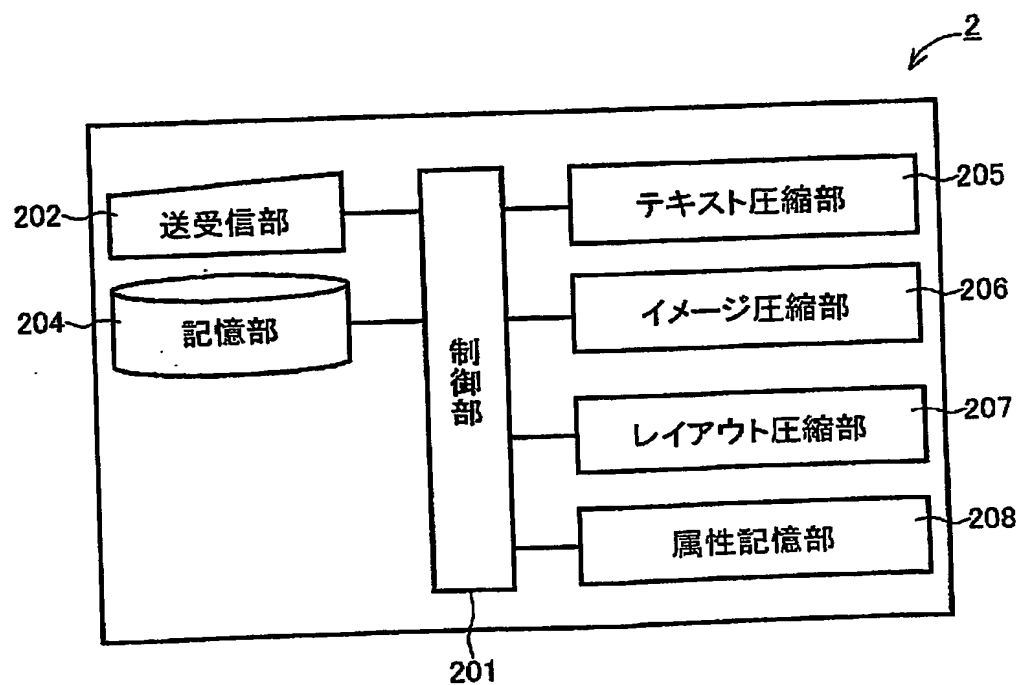 2
202
送受信部
204
記憶部
制御部
201
テキスト圧縮部
205
イメージ圧縮部
206
レイアウト圧縮部
207
属性記憶部
208